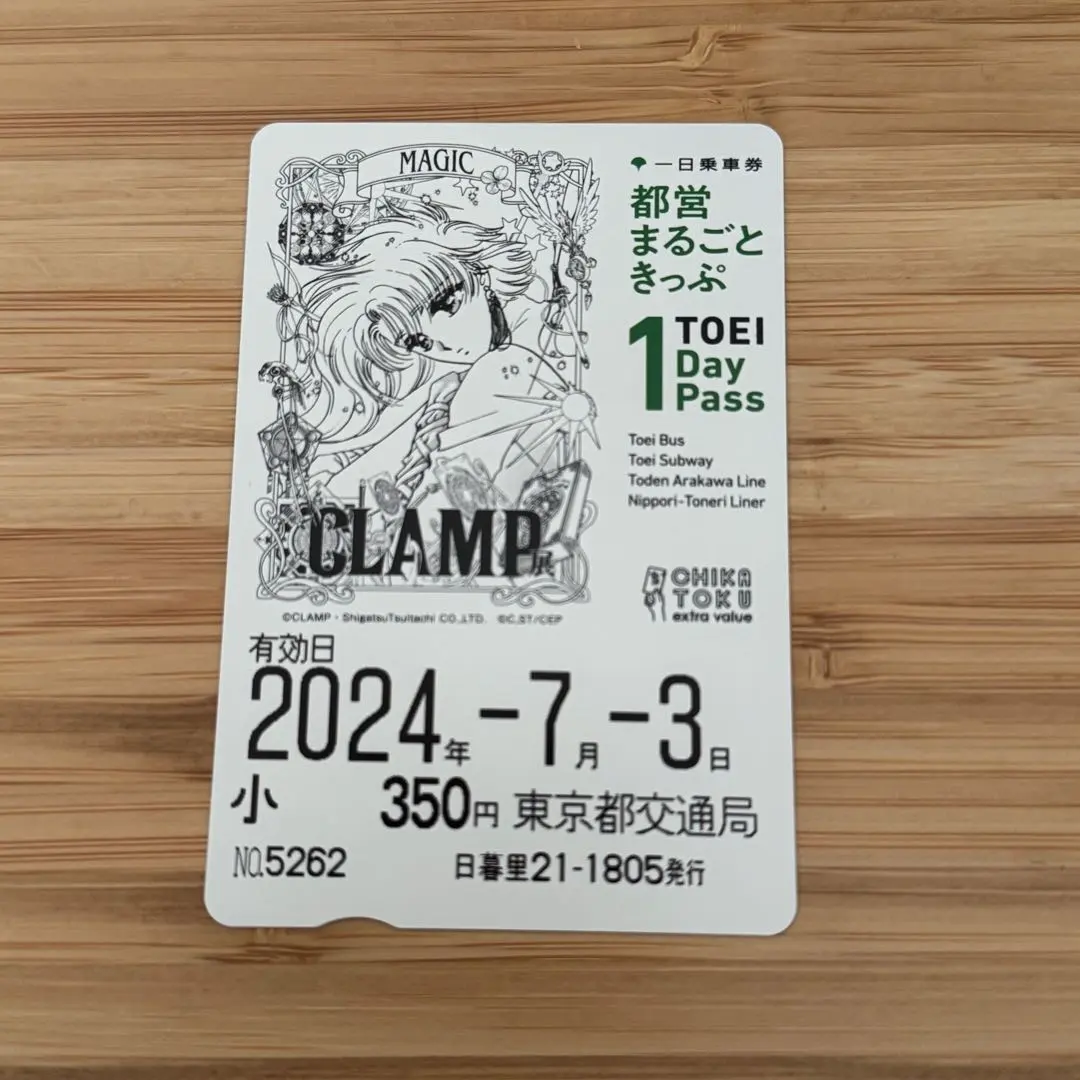 MAGIC
CLAMP展
©CLAMP・ShigatsuTsuitachi CO.,LTD. ©C,ST/CEP
一日乗車券
都営
まるごと
きっぷ
1 TOEI
Day
Pass
Toei Bus
Toei Subway
Toden Arakawa Line
Nippori-Toneri Liner
CHIKA
TOKU
extra value
有効日
2024年-7月-3日
小 350円 東京都交通局
NO.5262 日暮里21-1805発行